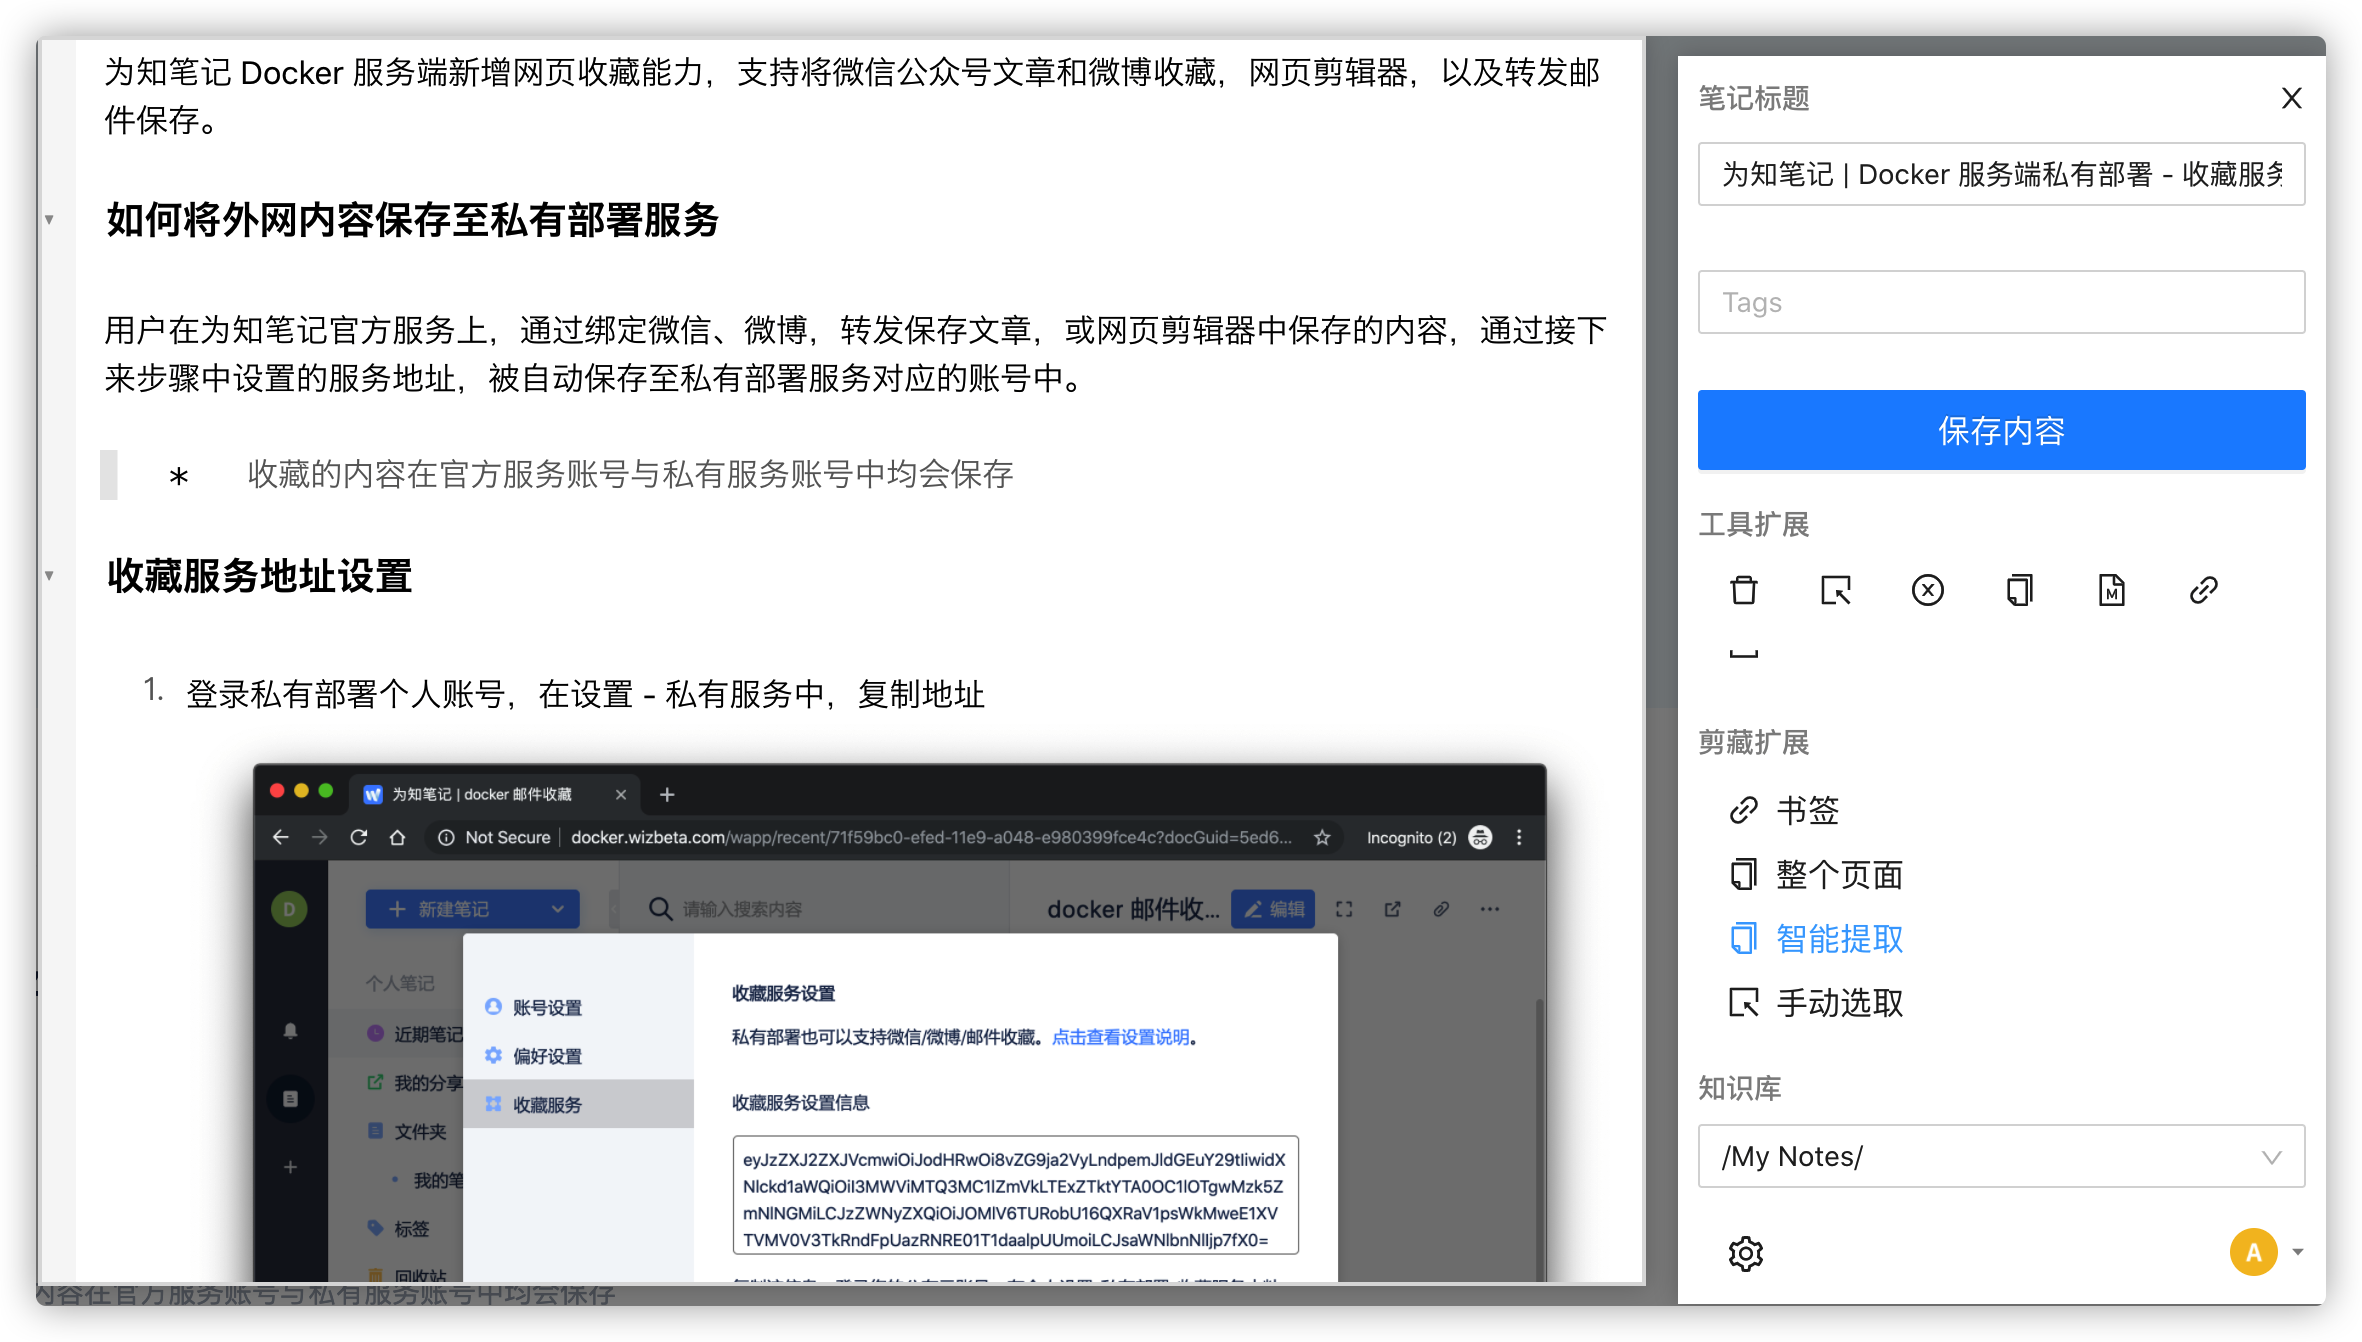 为知笔记 Docker 服务端新增网页收藏能力，支持将微信公众号文章和微博收藏，网页剪辑器，以及转发邮
件保存。
如何将外网内容保存至私有部署服务
用户在为知笔记官方服务上，通过绑定微信、微博，转发保存文章，或网页剪辑器中保存的内容，通过接下
来步骤中设置的服务地址，被自动保存至私有部署服务对应的账号中。
* 收藏的内容在官方服务账号与私有服务账号中均会保存
收藏服务地址设置
1. 登录私有部署个人账号，在设置 - 私有服务中，复制地址
为知笔记 | docker 邮件收藏
Not Secure | docker.wizbeta.com/wapp/recent/71f59bc0-efed-11e9-a048-e980399fce4c?docGuid=5ed6...
Incognito (2)
D
新建笔记
请输入搜索内容
docker 邮件收...
编辑
个人笔记
近期笔记
我的分享
文件夹
我的笔
标签
回收站
账号设置
偏好设置
收藏服务
收藏服务设置
私有部署也可以支持微信/微博/邮件收藏。点击查看设置说明。
收藏服务设置信息
内容在官方服务账号与私有服务账号中均会保存
笔记标题
为知笔记 | Docker 服务端私有部署 - 收藏服务
Tags
保存内容
工具扩展
M
剪藏扩展
书签
整个页面
智能提取
手动选取
知识库
/My Notes/
A